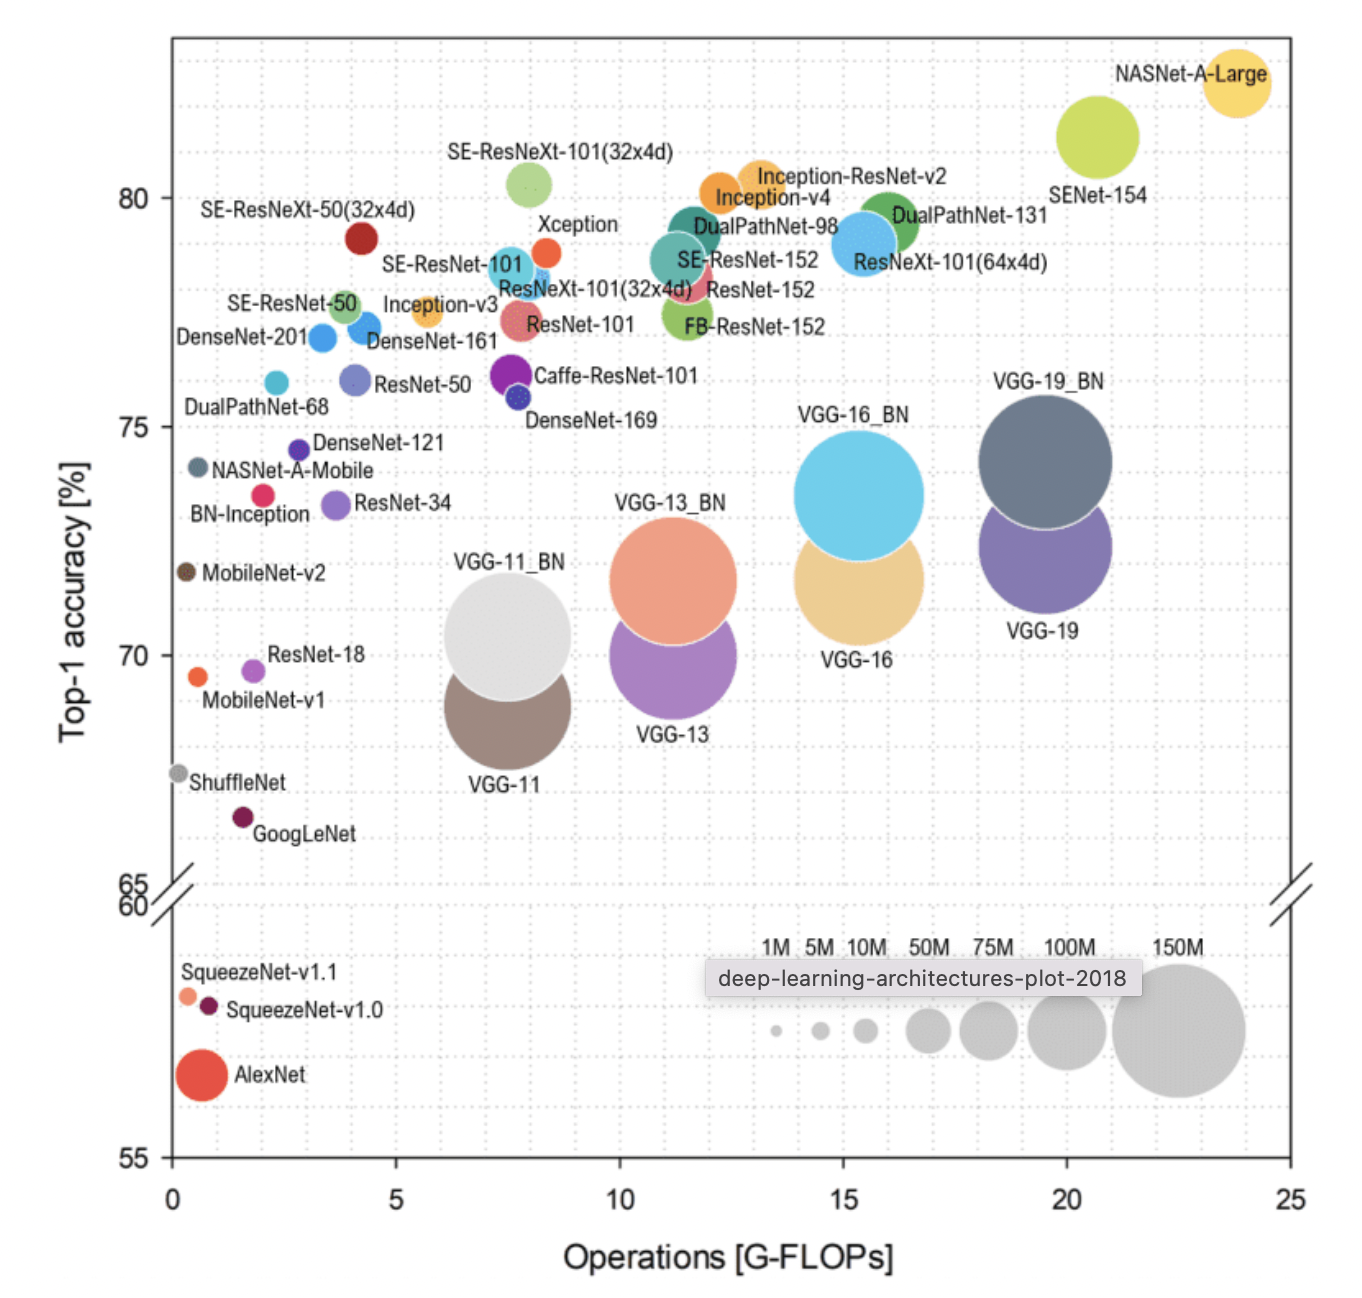 NASNet-A-Large
SE-ResNeXt-101(32x4d)
Inception-ResNet-v2
80
SENet-154
Inception-v4
SE-ResNeXt-50(32x4d)
DualPathNet-131
Xception
DualPathNet-98
SE-ResNet-101
SE-ResNet-152
ResNeXt-101(64x4d)
ResNeXt-101(32x4d)
ResNet-152
SE-ResNet-50
Inception-v3
ResNet-101
FB-ResNet-152
DenseNet-201
DenseNet-161
Caffe-ResNet-101
ResNet-50
VGG-19_BN
DualPathNet-68
VGG-16_BN
DenseNet-169
75
DenseNet-121
NASNet-A-Mobile
ResNet-34
VGG-13_BN
BN-Inception
VGG-11_BN
MobileNet-v2
Top-1 accuracy [%]
VGG-19
70
ResNet-18
VGG-16
MobileNet-v1
VGG-13
ShuffleNet
VGG-11
GoogLeNet
65
60
1M 5M 10M 50M 75M 100M 150M
SqueezeNet-v1.1
deep-learning-architectures-plot-2018
SqueezeNet-v1.0
AlexNet
55
0 5 10 15 20 25
Operations [G-FLOPs]